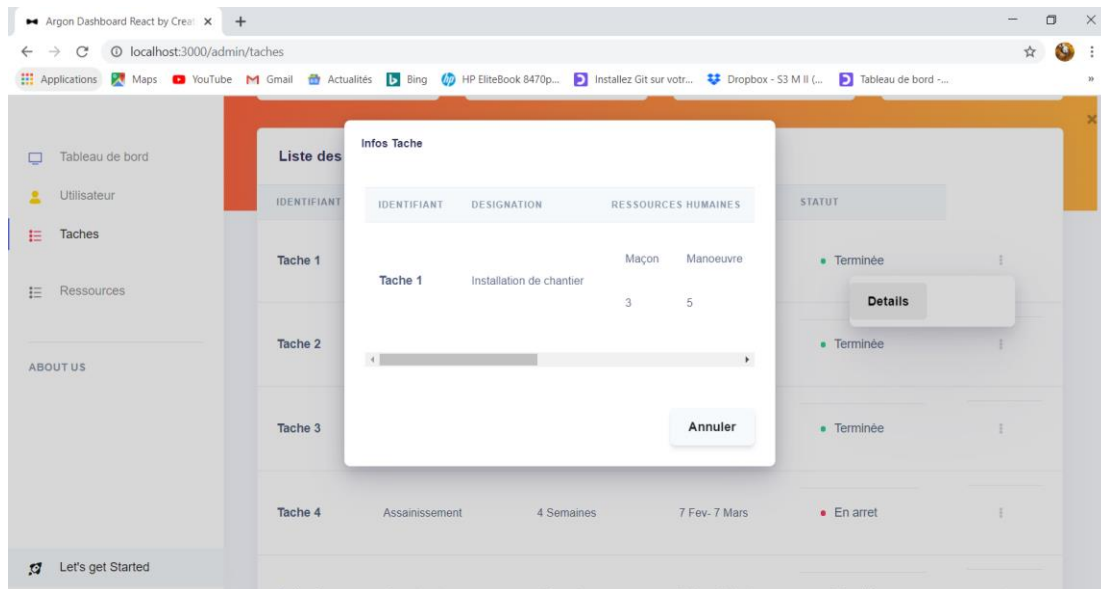 Argon Dashboard React by Creat
localhost:3000/admin/taches
Applications Maps YouTube Gmail Actualités Bing HP EliteBook 8470p... Installez Git sur votr... Dropbox - S3 M II (... Tableau de bord -...
Tableau de bord
Utilisateur
Taches
Ressources
ABOUT US
Let's get Started
Liste des
IDENTIFIANT STATUT
Tache 1 Terminée
Details
Tache 2 Terminée
Tache 3 Terminée
Tache 4 Assainissement 4 Semaines 7 Fev- 7 Mars En arret
Infos Tache
IDENTIFIANT DESIGNATION RESSOURCES HUMAINES
Maçon Manoeuvre
Tache 1 Installation de chantier
3 5
Annuler